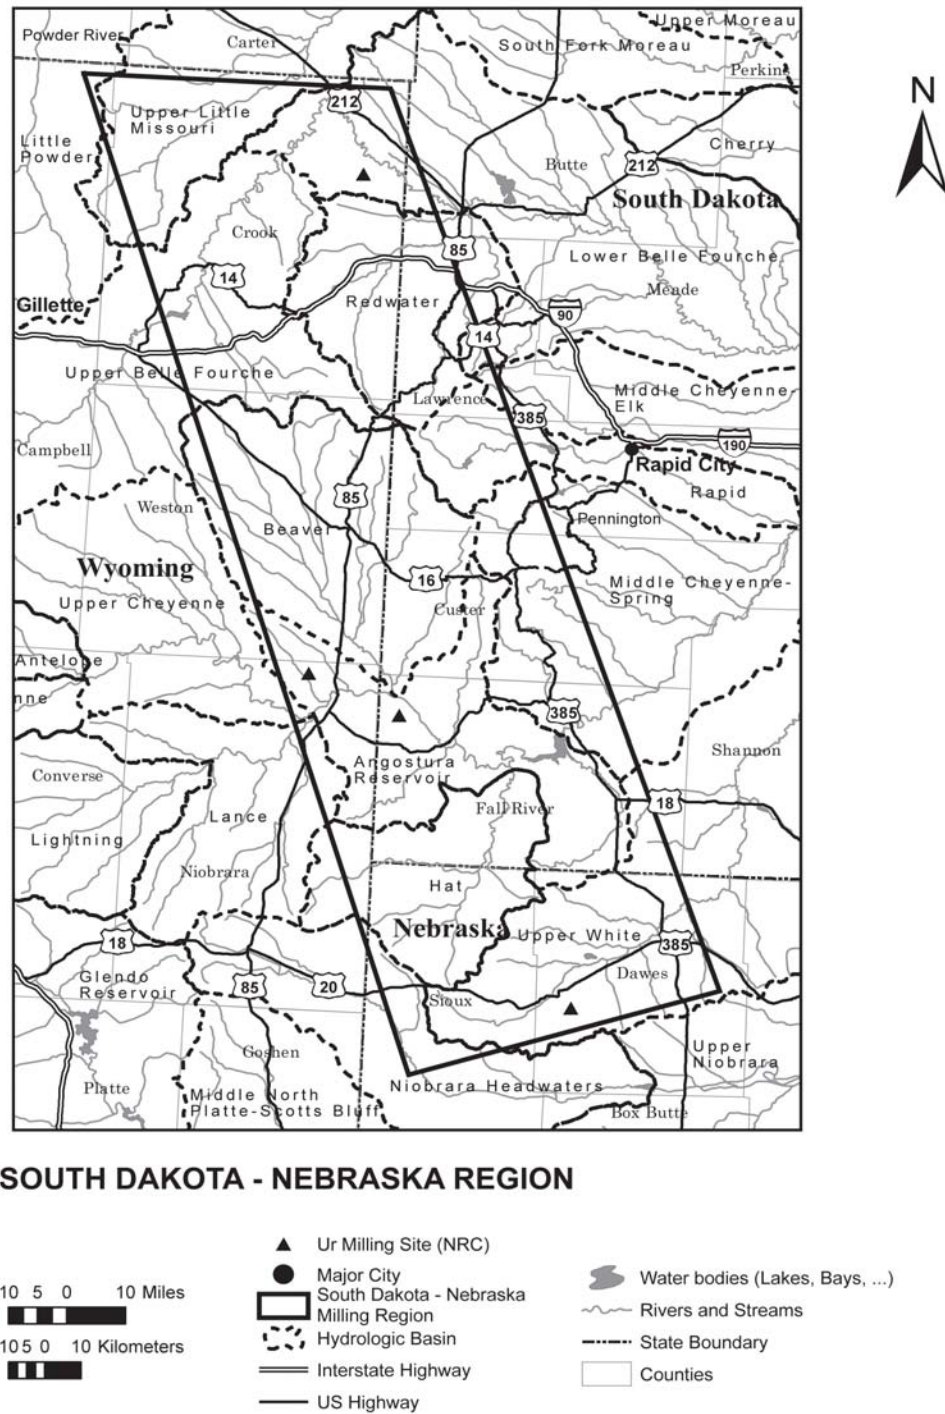 Powder River
Carter
Upper Moreau
South Fork Moreau
Perkins
N
212
Upper Little
Missouri
Little
Powder
Cherry
Butte
212
South Dakota
Crook
85
Lower Belle Fourche
14
Meade
Redwater
Gillette
90
14
Upper Belle Fourche
Middle Cheyenne-
Elk
Lawrence
385
190
Campbell
Rapid City
85
Rapid
Weston
Pennington
Beaver
Wyoming
16
Middle Cheyenne-
Spring
Upper Cheyenne
Custer
Antelope
nne
385
Shannon
Angostura
Reservoir
Converse
18
Fall River
Lance
Lightning
Niobrara
Hat
Nebraska
Upper White
18
385
Dawes
Glendo
Reservoir
85
20
Sioux
Upper
Niobrara
Goshen
Platte
Niobrara Headwaters
Middle North
Platte-Scotts Bluff
Box Butte
SOUTH DAKOTA - NEBRASKA REGION
10 5 0 10 Miles
10 5 0 10 Kilometers
Ur Milling Site (NRC)
Major City
South Dakota - Nebraska
Milling Region
Hydrologic Basin
Interstate Highway
US Highway
Water bodies (Lakes, Bays, ...)
Rivers and Streams
State Boundary
Counties